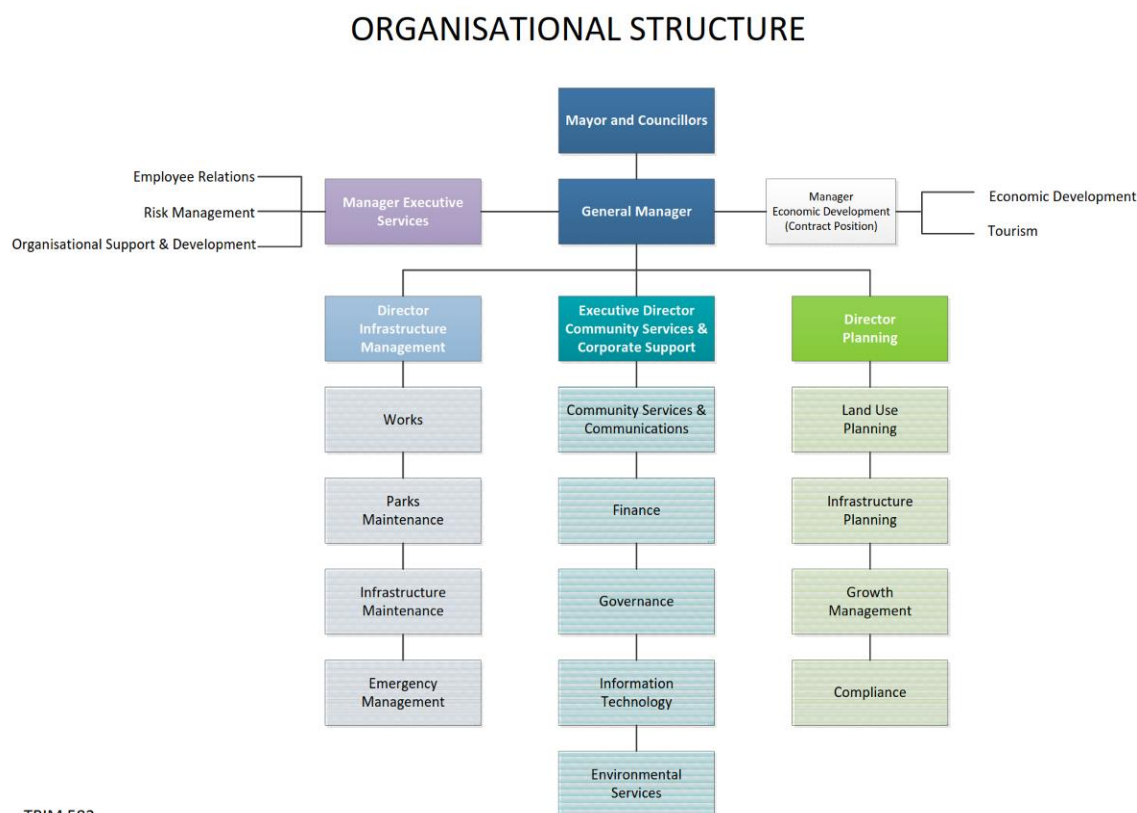 ORGANISATIONAL STRUCTURE
Mayor and Councillors
Employee Relations
Risk Management
Organisational Support & Development
Manager Executive
Services
General Manager
Manager
Economic Development
(Contract Position)
Economic Development
Tourism
Director
Infrastructure
Management
Executive Director
Community Services &
Corporate Support
Director
Planning
Works
Community Services &
Communications
Land Use
Planning
Parks
Maintenance
Finance
Infrastructure
Planning
Infrastructure
Maintenance
Governance
Growth
Management
Emergency
Management
Information
Technology
Compliance
Environmental
Services